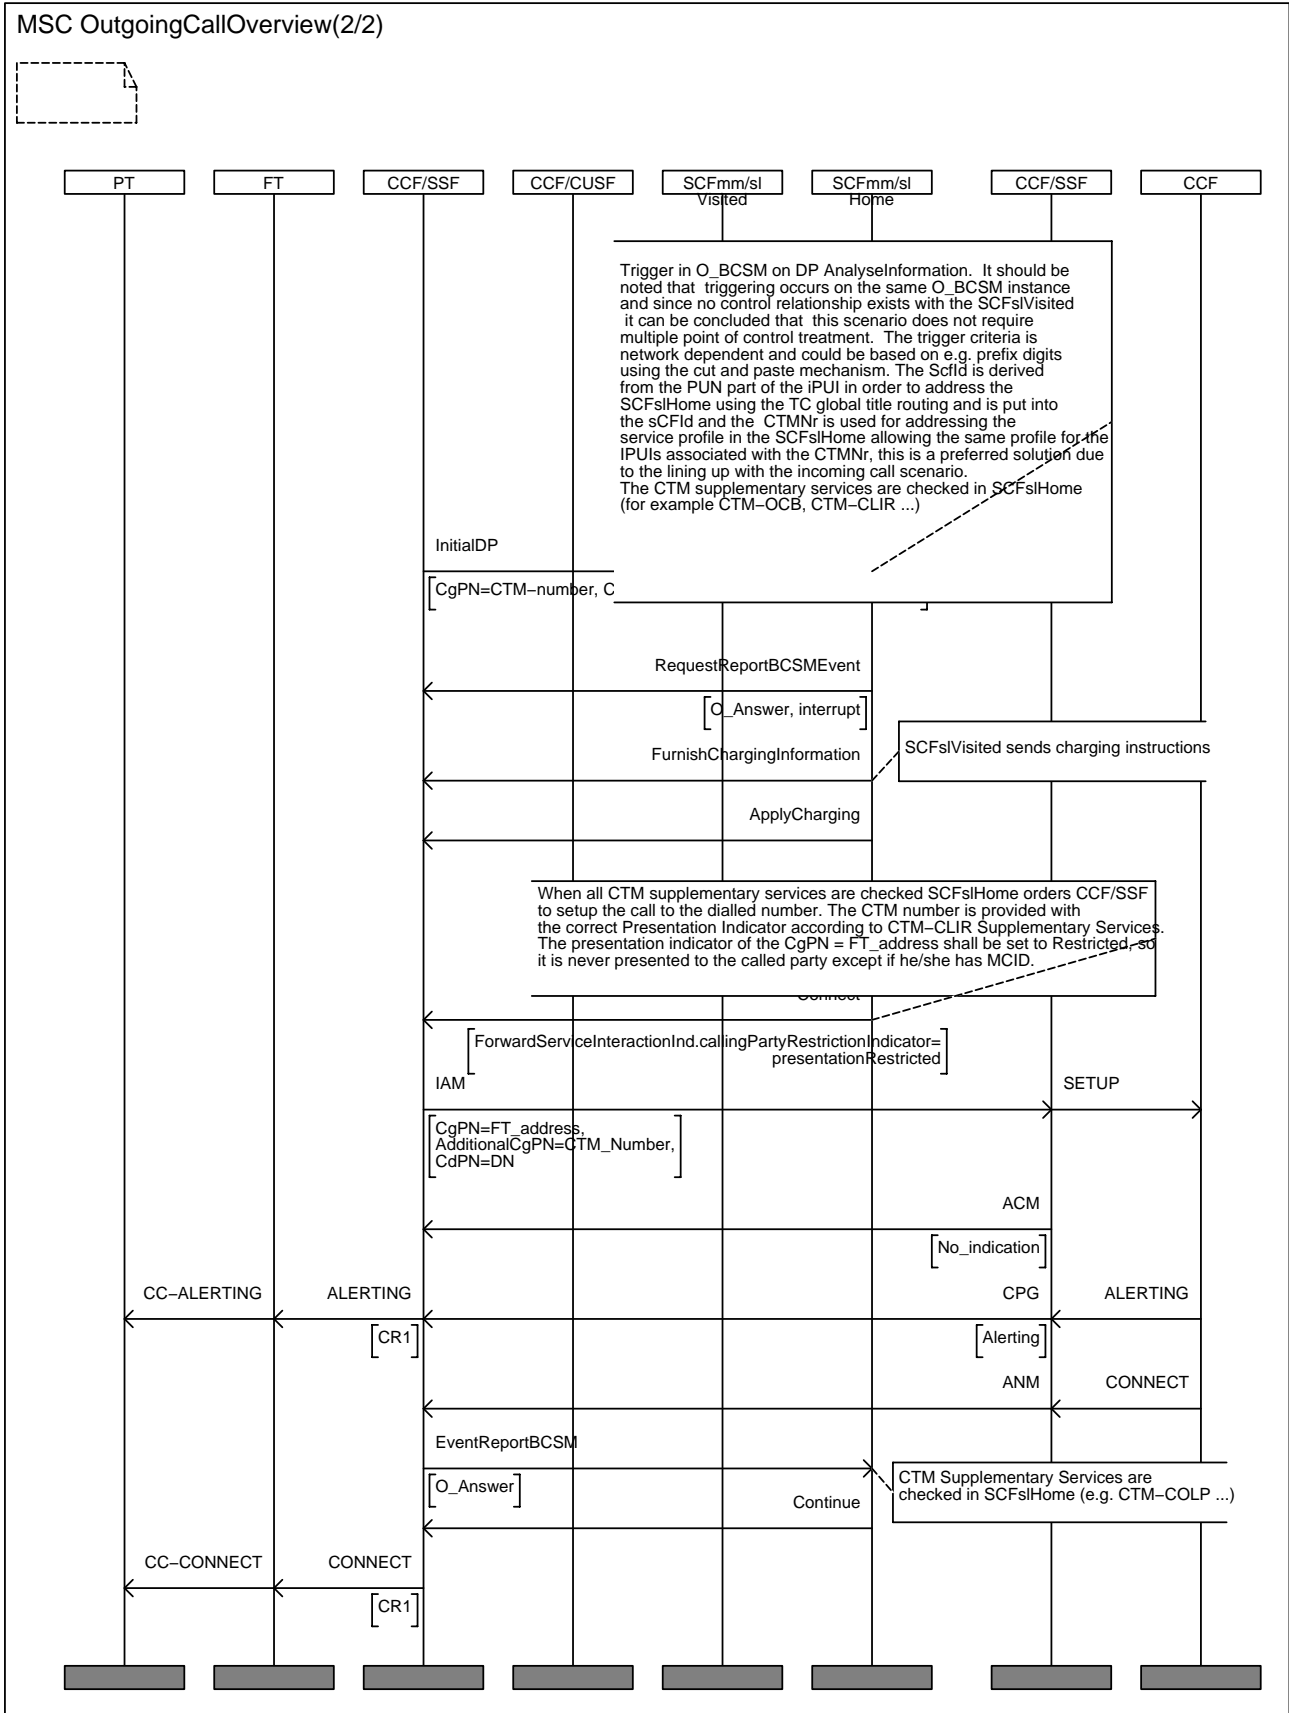 MSC OutgoingCallOverview(2/2)
PT
FT
CCF/SSF
CCF/CUSF
SCFmm/sl
Visited
SCFmm/sl
Home
CCF/SSF
CCF
Trigger in O_BCSM on DP AnalyseInformation.  It should be
noted that  triggering occurs on the same O_BCSM instance
and since no control relationship exists with the SCFslVisited
it can be concluded that  this scenario does not require
multiple point of control treatment.  The trigger criteria is
network dependent and could be based on e.g. prefix digits
using the cut and paste mechanism. The ScfId is derived
from the PUN part of the iPUI in order to address the
SCFslHome using the TC global title routing and is put into
the sCFId and the  CTMNr is used for addressing the
service profile in the SCFslHome allowing the same profile for the
IPUIs associated with the CTMNr, this is a preferred solution due
to the lining up with the incoming call scenario.
The CTM supplementary services are checked in SCFslHome
(for example CTM−OCB, CTM−CLIR ...)
InitialDP
CgPN=CTM−number, C
RequestReportBCSMEvent
O_Answer, interrupt
FurnishChargingInformation
SCFslVisited sends charging instructions
ApplyCharging
When all CTM supplementary services are checked SCFslHome orders CCF/SSF
to setup the call to the dialled number. The CTM number is provided with
the correct Presentation Indicator according to CTM−CLIR Supplementary Services.
The presentation indicator of the CgPN = FT_address shall be set to Restricted, so
it is never presented to the called party except if he/she has MCID.
Connect
ForwardServiceInteractionInd.callingPartyRestrictionIndicator=
presentationRestricted
IAM
SETUP
CgPN=FT_address,
AdditionalCgPN=CTM_Number,
CdPN=DN
ACM
No_indication
CC−ALERTING
ALERTING
CPG
ALERTING
CR1
Alerting
ANM
CONNECT
EventReportBCSM
O_Answer
CTM Supplementary Services are
checked in SCFslHome (e.g. CTM−COLP ...)
Continue
CC−CONNECT
CONNECT
CR1